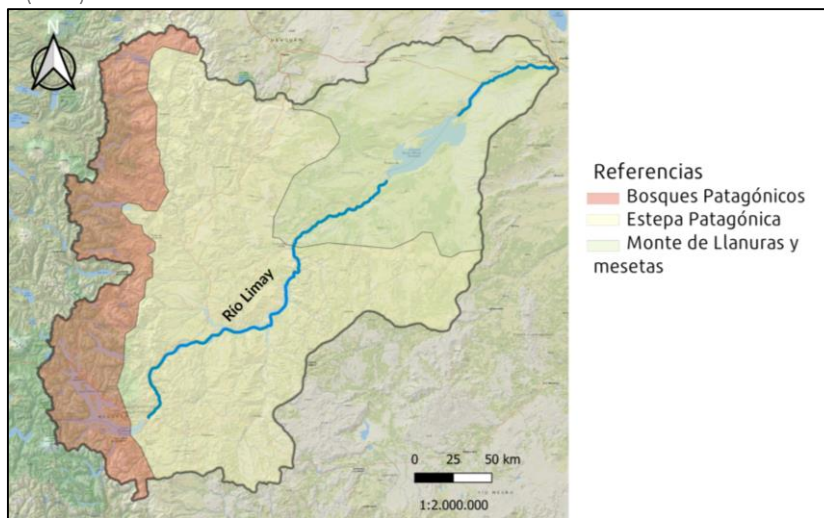 N
Río Limay
0 25 50 km
1:2.000.000
Referencias
Bosques Patagónicos
Estepa Patagónica
Monte de Llanuras y
mesetas